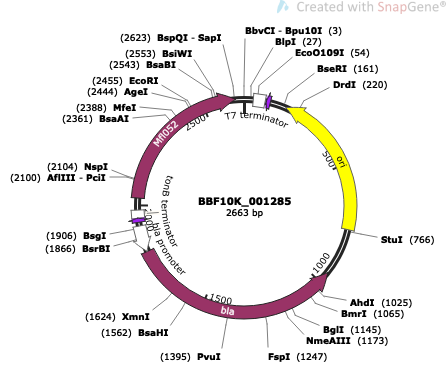 Created with SnapGene®
(2623) BspQI - SapI
(2553) BsiWI
(2543) BsaBI
(2455) EcoRI
(2444) AgeI
(2388) MfeI
(2361) BsaAI
(2104) NspI
(2100) AflIII - PciI
(1906) BsgI
(1866) BsrBI
(1624) XmnI
(1562) BsaHI
(1395) PvuI
BbvCI - Bpu10I (3)
BlpI (27)
EcoO109I (54)
BseRI (161)
DrdI (220)
StuI (766)
AhdI (1025)
BmrI (1065)
BglI (1145)
NmeAIII (1173)
FspI (1247)
T7 terminator
Mfl052
ori
bla
tonB terminator
bla promoter
500
1000
1500
2500
BBF10K_001285
2663 bp